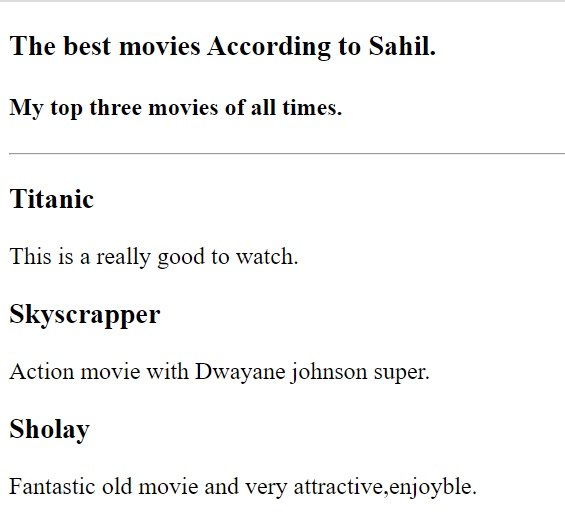 The best movies According to Sahil.
My top three movies of all times.
Titanic
This is a really good to watch.
Skyscrapper
Action movie with Dwayane johnson super.
Sholay
Fantastic old movie and very attractive,enjoyble.